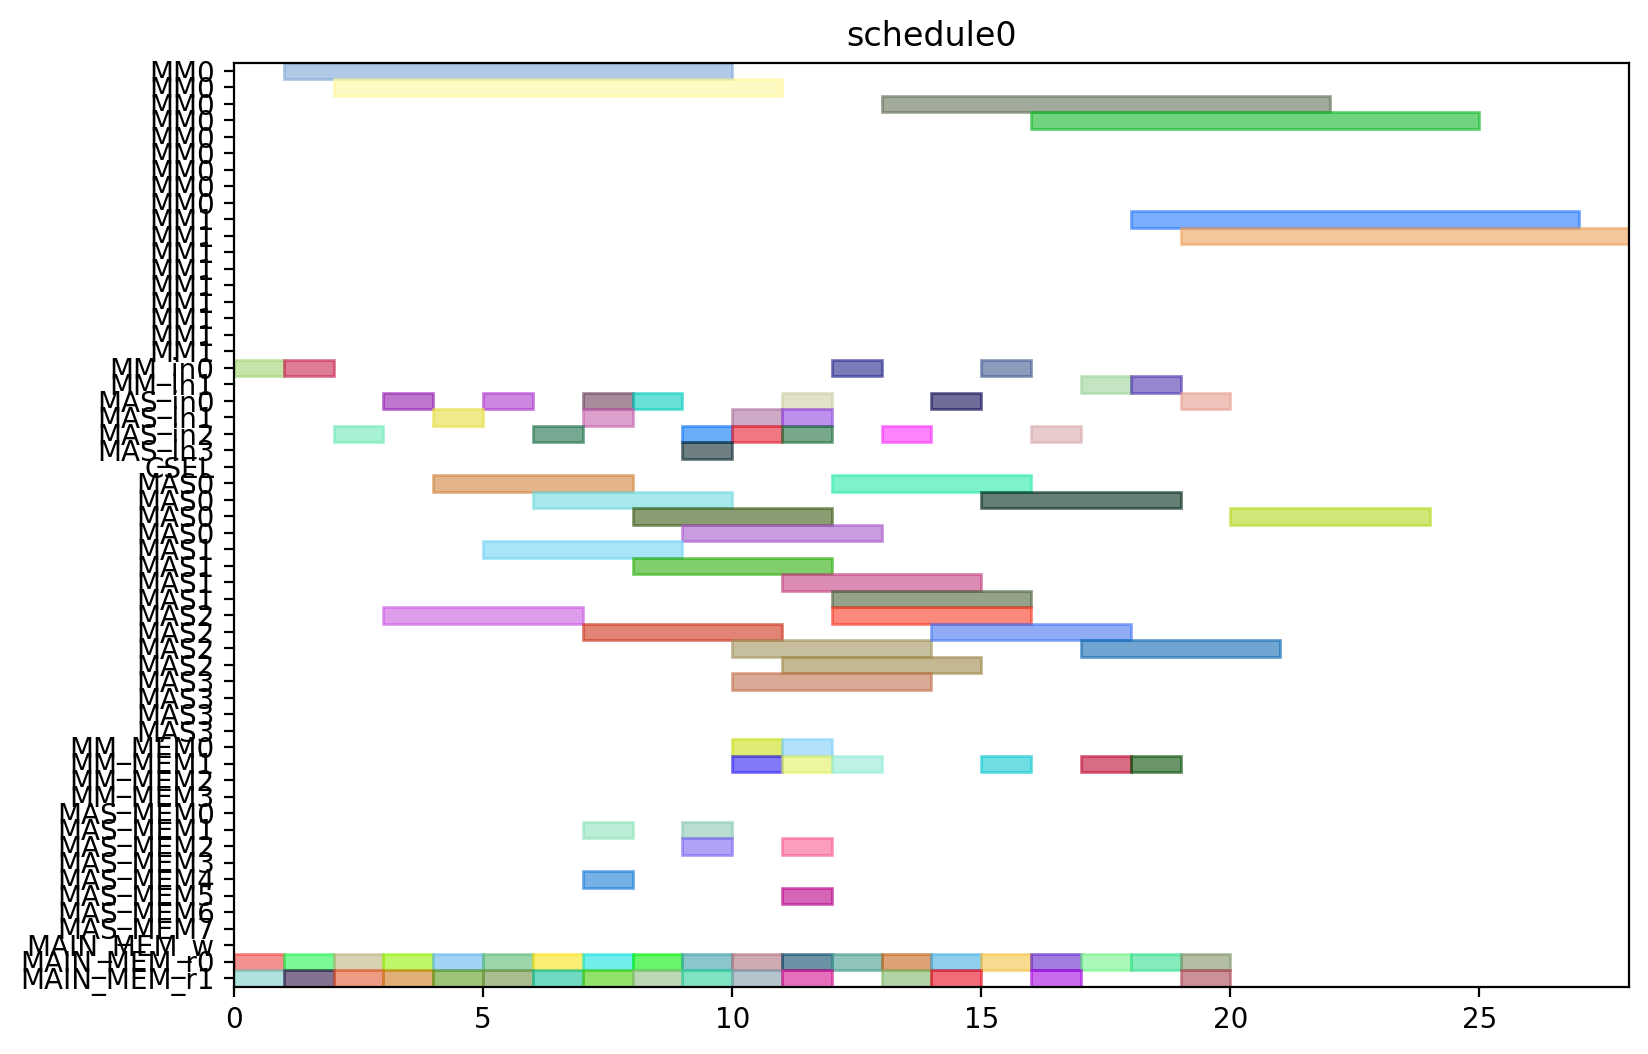 schedule0
MM0
MM0
MM0
MM0
MM0
MM0
MM0
MM0
MM0
MM1
MM1
MM1
MM1
MM1
MM1
MM1
MM1
MM1
MM_in0
MM_in1
MAS_in0
MAS_in1
MAS_in2
MAS_in3
CSEL
MAS0
MAS0
MAS0
MAS0
MAS1
MAS1
MAS1
MAS1
MAS2
MAS2
MAS2
MAS2
MAS3
MAS3
MAS3
MAS3
MM_MEM0
MM_MEM1
MM_MEM2
MM_MEM3
MAS_MEM0
MAS_MEM1
MAS_MEM2
MAS_MEM3
MAS_MEM4
MAS_MEM5
MAS_MEM6
MAS_MEM7
MAIN_MEM_w
MAIN_MEM_r0
MAIN_MEM_r1
0 5 10 15 20 25